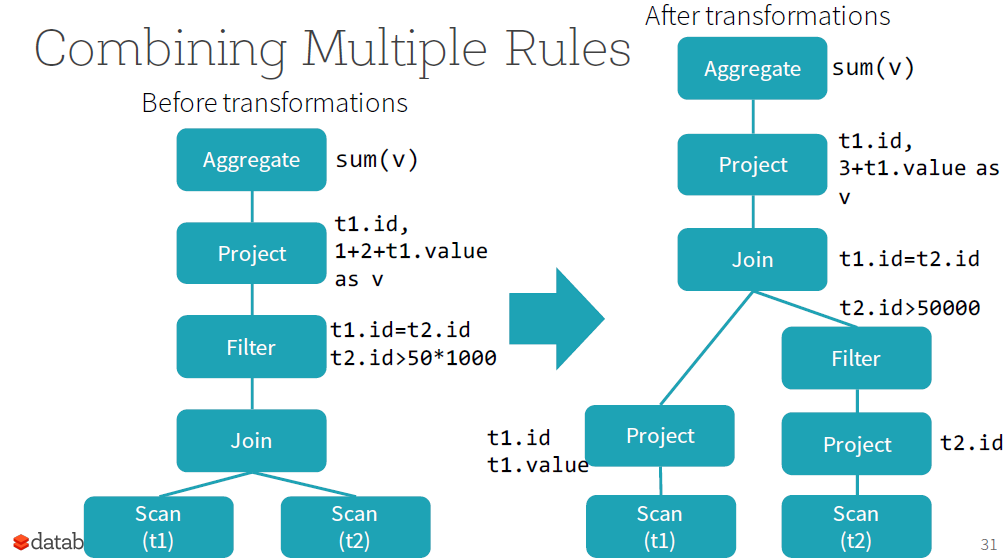 Combining Multiple Rules
Before transformations
Aggregate
sum(v)
Project
t1.id,
1+2+t1.value
as v
Filter
t1.id=t2.id
t2.id>50*1000
Join
Scan
(t1)
Scan
(t2)
After transformations
Aggregate
sum(v)
Project
t1.id,
3+t1.value as
v
Join
t1.id=t2.id
t2.id>50000
Filter
Project
t1.id
t1.value
Project
t2.id
Scan
(t1)
Scan
(t2)
datab
31